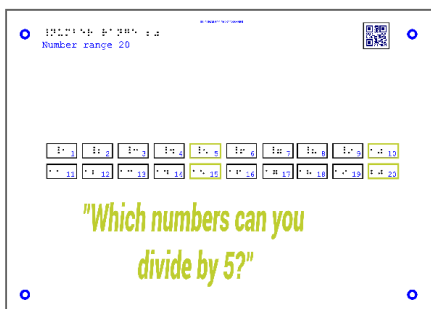 Number range 20
1 2 3 4 5 6 7 8 9 10
11 12 13 14 15 16 17 18 19 20
"Which numbers can you
divide by 5?"